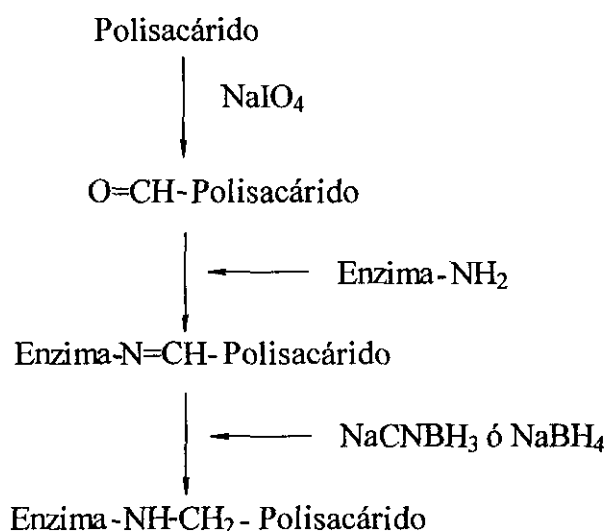 Polisacárido
NaIO₄
O=CH-Polisacárido
Enzima-NH₂
Enzima-N=CH-Polisacárido
NaCNBH₃ ó NaBH₄
Enzima-NH-CH₂-Polisacárido